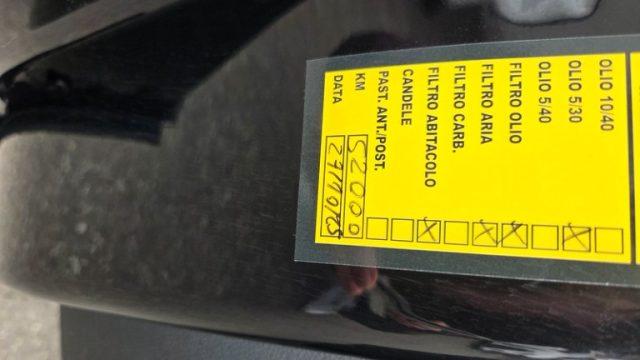 OLIO 10/40
OLIO 5/30
OLIO 5/40
FILTRO OLIO
FILTRO ARIA
FILTRO CARB.
FILTRO ABITACOLO
CANDELE
PAST. ANT./POST.
KM 52000
DATA